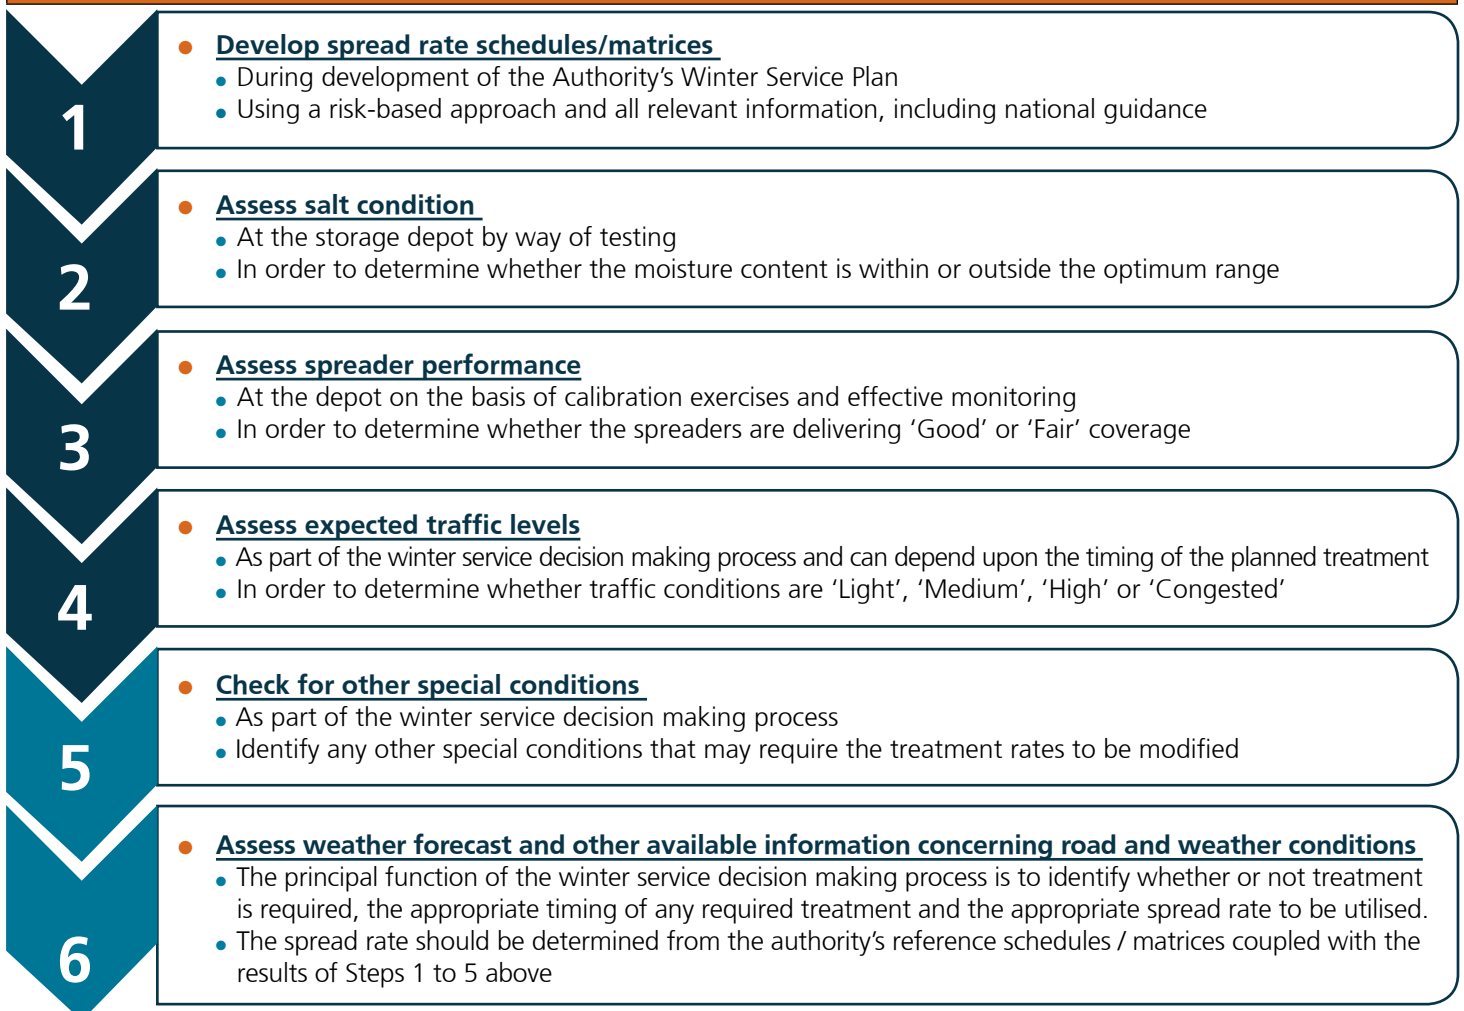 1
Develop spread rate schedules/matrices
During development of the Authority’s Winter Service Plan
Using a risk-based approach and all relevant information, including national guidance
2
Assess salt condition
At the storage depot by way of testing
In order to determine whether the moisture content is within or outside the optimum range
3
Assess spreader performance
At the depot on the basis of calibration exercises and effective monitoring
In order to determine whether the spreaders are delivering ‘Good’ or ‘Fair’ coverage
4
Assess expected traffic levels
As part of the winter service decision making process and can depend upon the timing of the planned treatment
In order to determine whether traffic conditions are ‘Light’, ‘Medium’, ‘High’ or ‘Congested’
5
Check for other special conditions
As part of the winter service decision making process
Identify any other special conditions that may require the treatment rates to be modified
6
Assess weather forecast and other available information concerning road and weather conditions
The principal function of the winter service decision making process is to identify whether or not treatment
is required, the appropriate timing of any required treatment and the appropriate spread rate to be utilised.
The spread rate should be determined from the authority’s reference schedules / matrices coupled with the
results of Steps 1 to 5 above